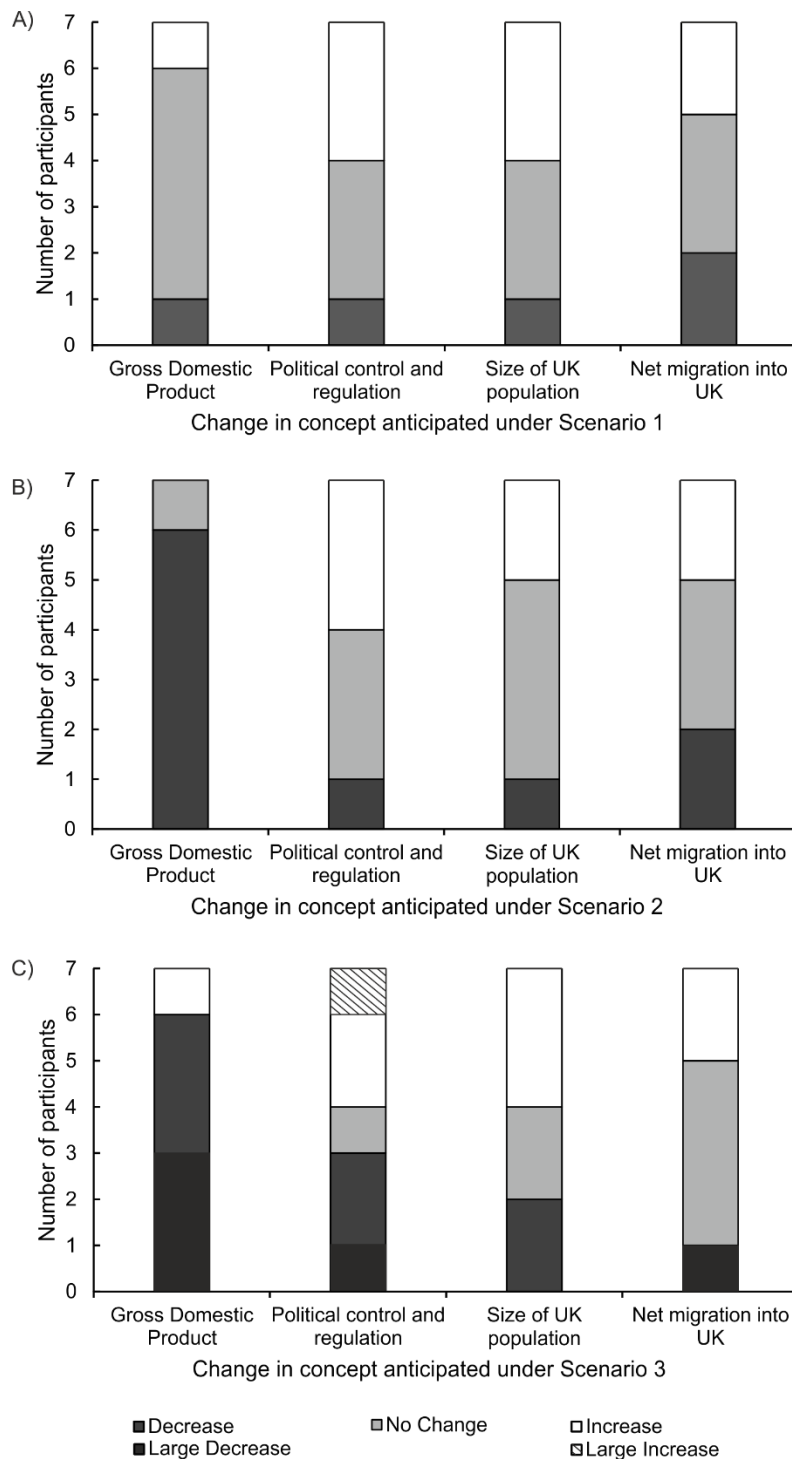 A)
7
6
5
4
3
2
1
0
Number of participants
Gross Domestic Product
Political control and regulation
Size of UK population
Net migration into UK
Change in concept anticipated under Scenario 1
B)
7
6
5
4
3
2
1
0
Number of participants
Gross Domestic Product
Political control and regulation
Size of UK population
Net migration into UK
Change in concept anticipated under Scenario 2
C)
7
6
5
4
3
2
1
0
Number of participants
Gross Domestic Product
Political control and regulation
Size of UK population
Net migration into UK
Change in concept anticipated under Scenario 3
Decrease No Change Increase
Large Decrease Large Increase